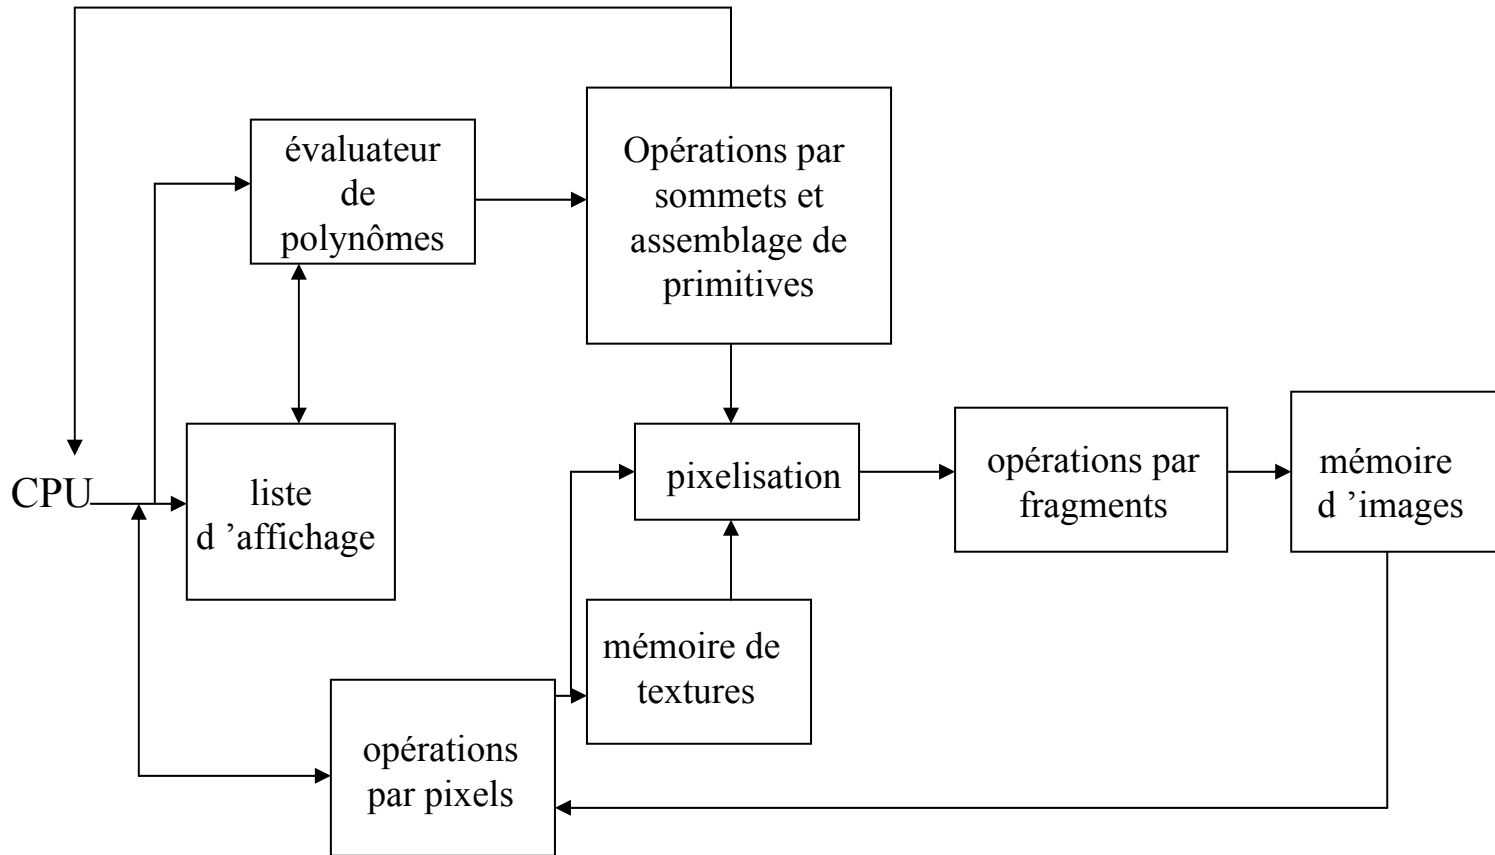 évaluateur
de
polynômes
Opérations par
sommets et
assemblage de
primitives
CPU
liste
d ’affichage
pixelisation
opérations par
fragments
mémoire
d ’images
mémoire de
textures
opérations
par pixels